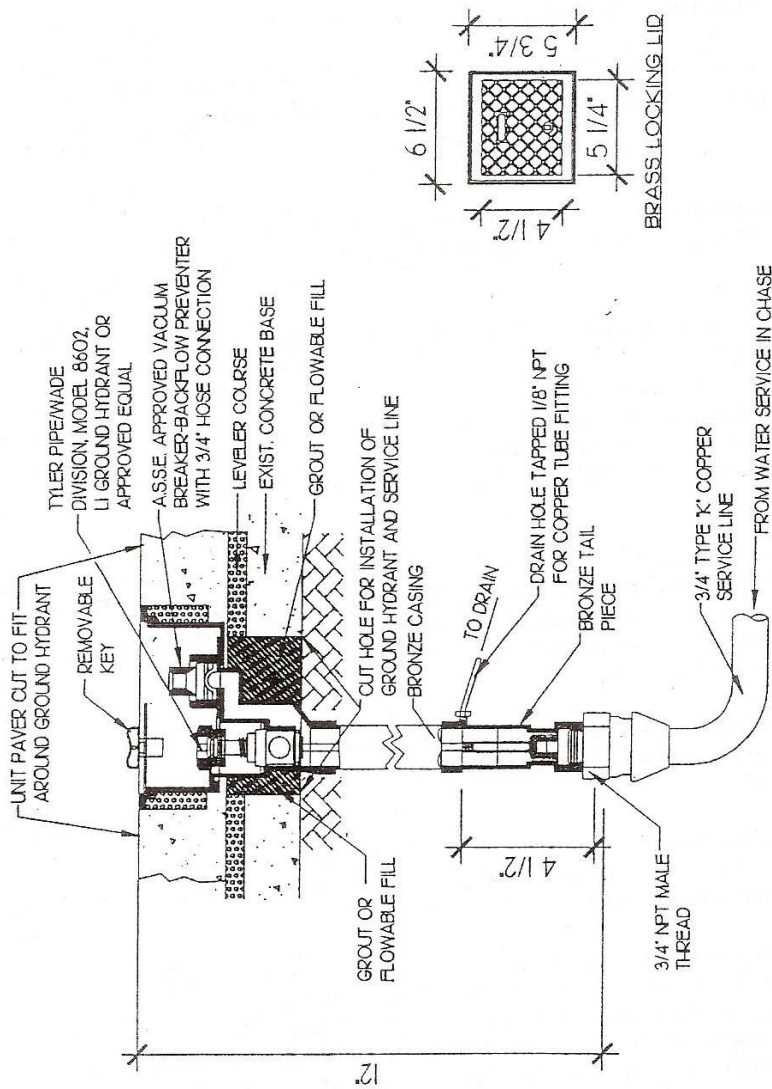 UNIT PAVER CUT TO FIT
AROUND GROUND HYDRANT
REMOVABLE
KEY
TYLER PIPE/WADE
DIVISION, MODEL 8602,
LI GROUND HYDRANT OR
APPROVED EQUAL
A.S.S.E. APPROVED VACUUM
BREAKER-BACKFLOW PREVENTER
WITH 3/4" HOSE CONNECTION
LEVELER COURSE
EXIST. CONCRETE BASE
GROUT OR FLOWABLE FILL
CUT HOLE FOR INSTALLATION OF
GROUND HYDRANT AND SERVICE LINE
BRONZE CASING
GROUT OR
FLOWABLE FILL
TO DRAIN
DRAIN HOLE TAPPED 1/8" NPT
FOR COPPER TUBE FITTING
BRONZE TAIL
PIECE
12"
4 1/2"
3/4" NPT MALE
THREAD
3/4" TYPE "K" COPPER
SERVICE LINE
FROM WATER SERVICE IN CHASE
6 1/2"
5 3/4"
4 1/2"
5 1/4"
BRASS LOCKING LID